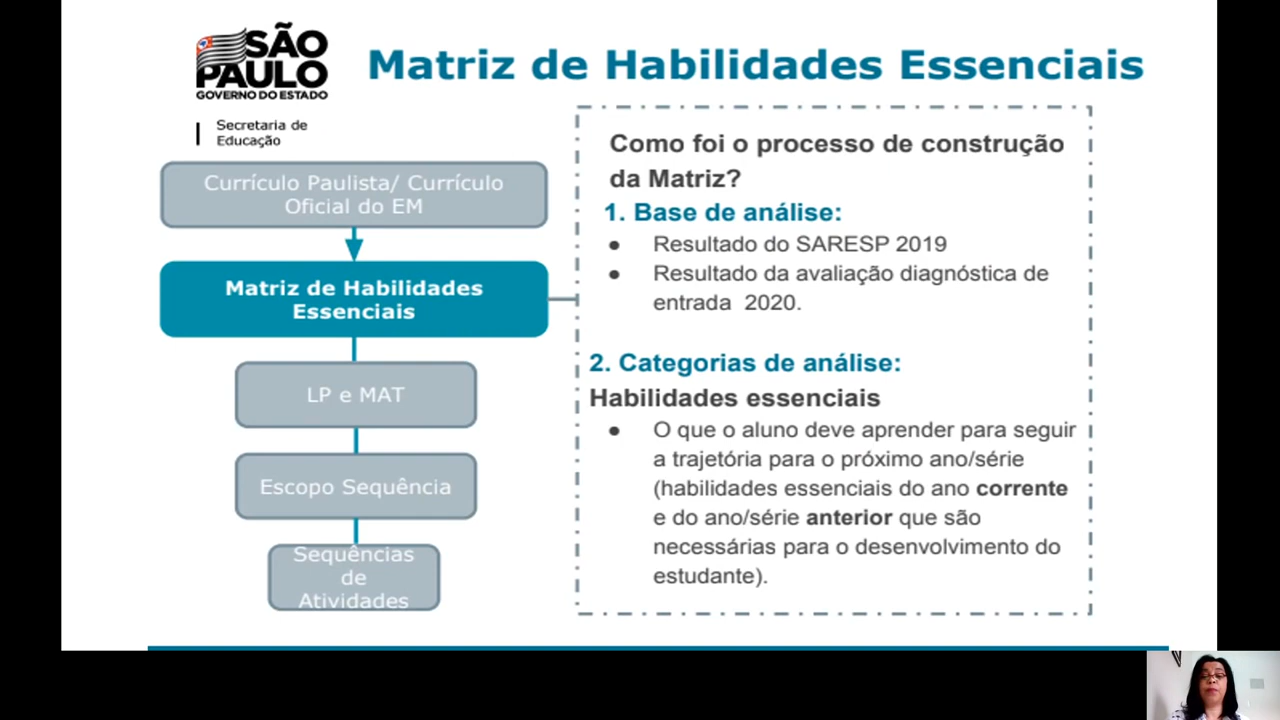 SÃO
PAULO
GOVERNO DO ESTADO
Secretaria de
Educação
Matriz de Habilidades Essenciais
Currículo Paulista/ Currículo
Oficial do EM
Matriz de Habilidades
Essenciais
LP e MAT
Escopo Sequência
Sequências
de
Atividades
Como foi o processo de construção
da Matriz?
1. Base de análise:
● Resultado do SARESP 2019
● Resultado da avaliação diagnóstica de
entrada 2020.
2. Categorias de análise:
Habilidades essenciais
● O que o aluno deve aprender para seguir
a trajetória para o próximo ano/série
(habilidades essenciais do ano corrente
e do ano/série anterior que são
necessárias para o desenvolvimento do
estudante).